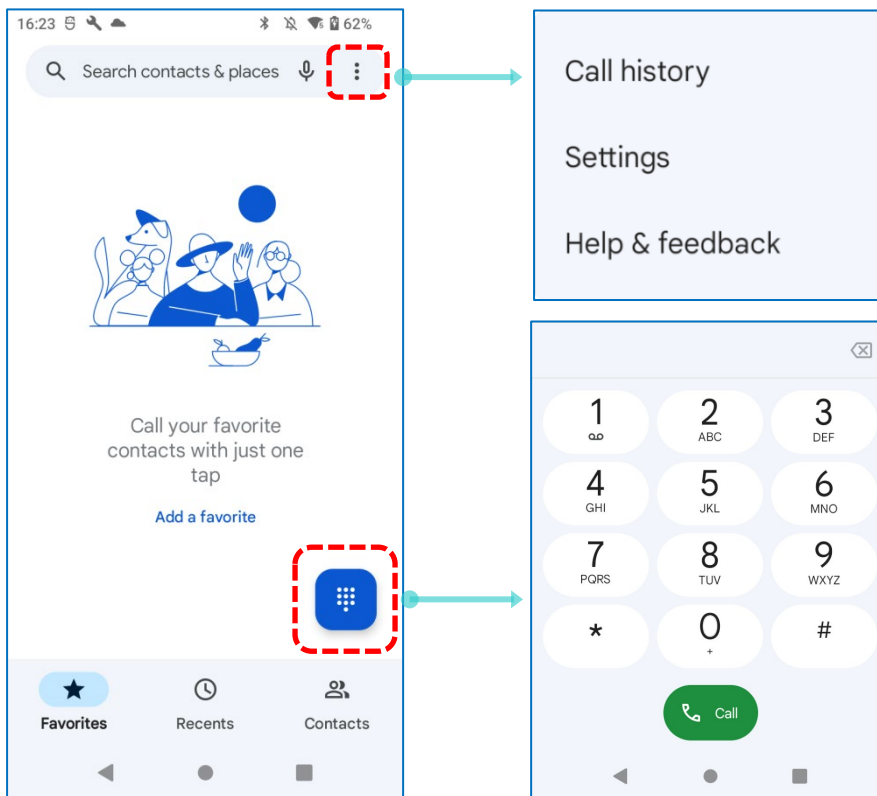 16:23 62%
Search contacts & places
Call your favorite
contacts with just one
tap
Add a favorite
Favorites Recents Contacts
Call history
Settings
Help & feedback
1 2 3
ABC DEF
4 5 6
GHI JKL MNO
7 8 9
PQRS TUV WXYZ
* 0 #
+
Call